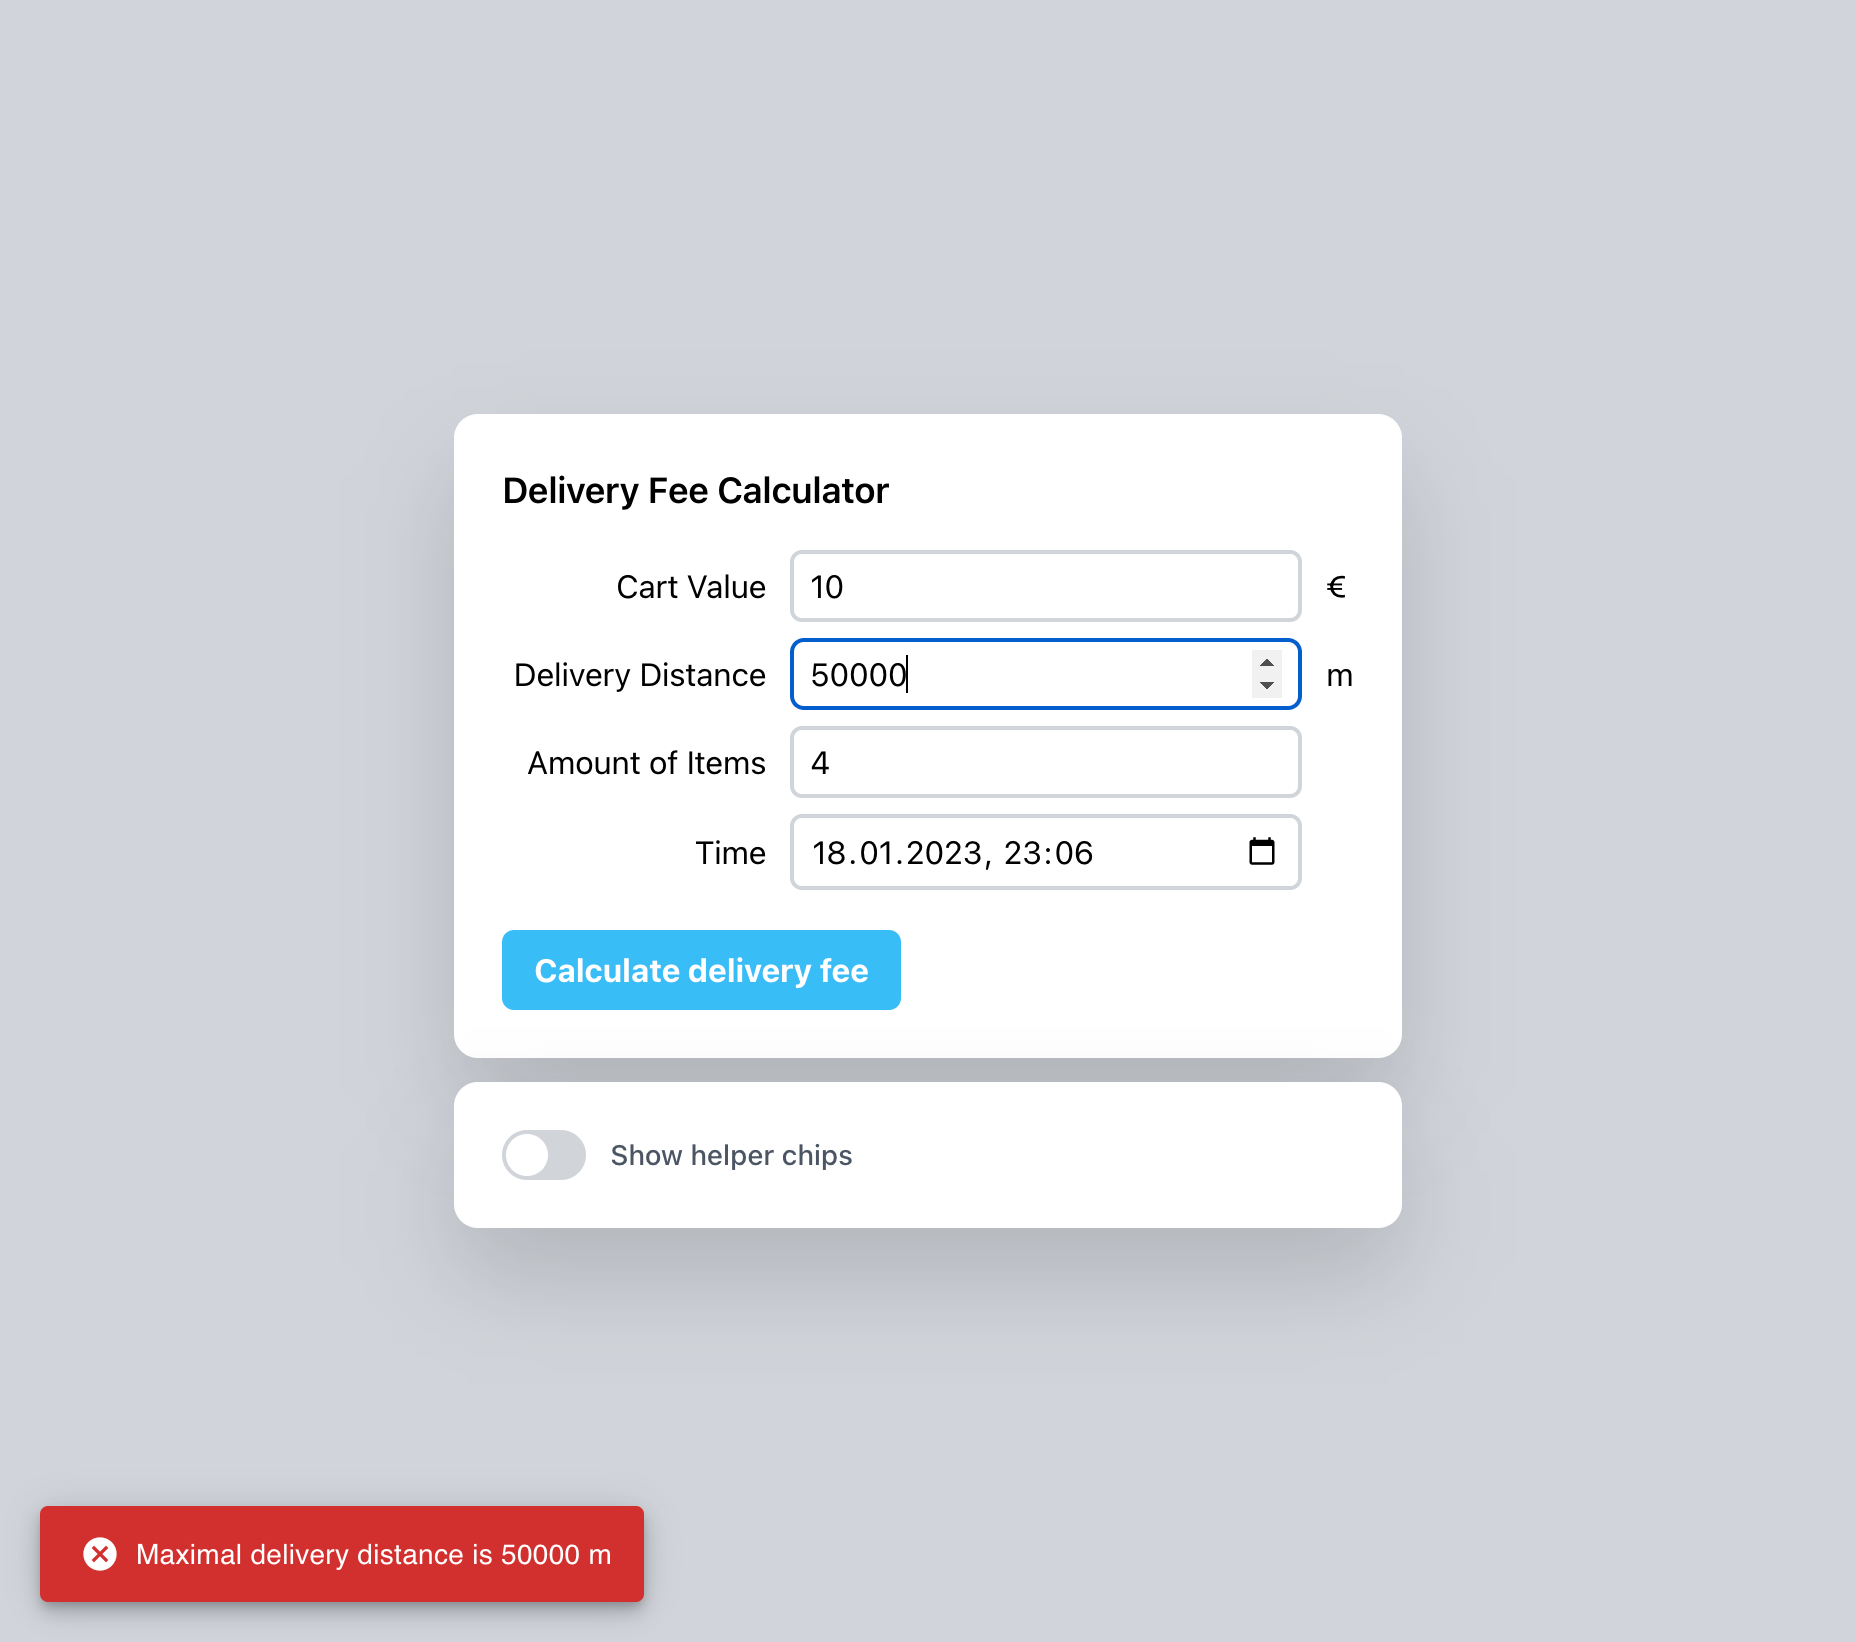 Delivery Fee Calculator
Cart Value 10 €
Delivery Distance 50000 m
Amount of Items 4
Time 18.01.2023, 23:06
Calculate delivery fee
Show helper chips
Maximal delivery distance is 50000 m